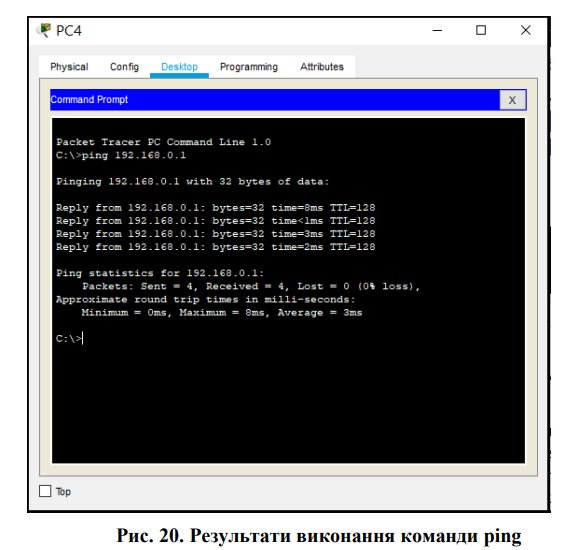 PC4
Physical Config Desktop Programming Attributes
Command Prompt X
Packet Tracer PC Command Line 1.0
C:\>ping 192.168.0.1
Pinging 192.168.0.1 with 32 bytes of data:
Reply from 192.168.0.1: bytes=32 time=8ms TTL=128
Reply from 192.168.0.1: bytes=32 time<1ms TTL=128
Reply from 192.168.0.1: bytes=32 time=3ms TTL=128
Reply from 192.168.0.1: bytes=32 time=2ms TTL=128
Ping statistics for 192.168.0.1:
Packets: Sent = 4, Received = 4, Lost = 0 (0% loss),
Approximate round trip times in milli-seconds:
Minimum = 0ms, Maximum = 8ms, Average = 3ms
C:\>
Top
Рис. 20. Результати виконання команди ping